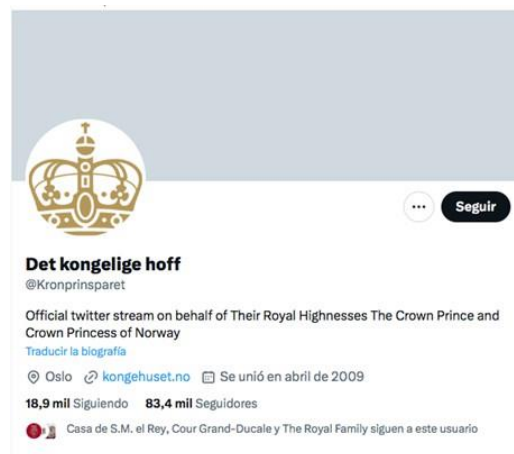 Seguir
Det kongelige hoff
@Kronprinsparet
Official twitter stream on behalf of Their Royal Highnesses The Crown Prince and
Crown Princess of Norway
Traducir la biografía
Oslo kongehuset.no Se unió en abril de 2009
18,9 mil Siguiendo 83,4 mil Seguidores
Casa de S.M. el Rey, Cour Grand-Ducale y The Royal Family siguen a este usuario